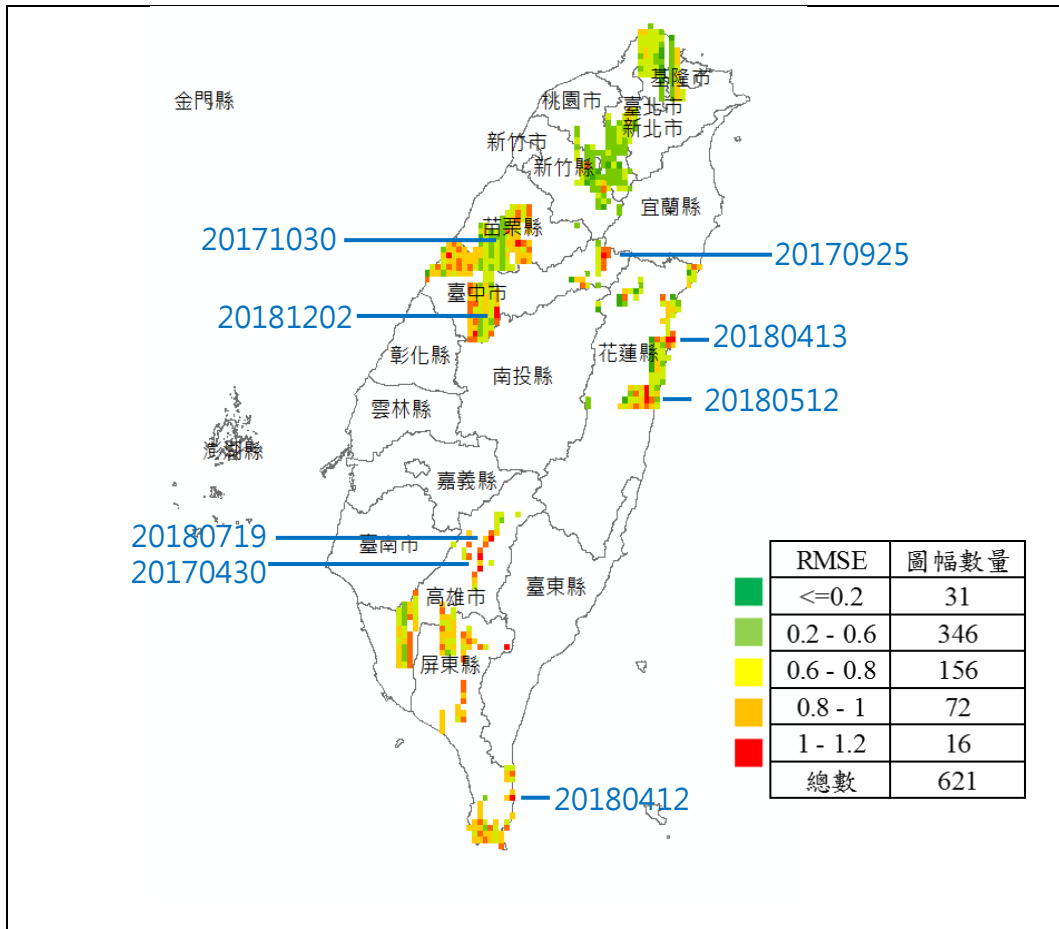 基隆市
金門縣
桃園市
臺北市
新北市
新竹市
新竹縣
宜蘭縣
苗栗縣
20171030
20170925
臺中市
20181202
20180413
彰化縣
花蓮縣
南投縣
20180512
雲林縣
澎湖縣
嘉義縣
20180719
臺南市
20170430
臺東縣
高雄市
屏東縣
20180412
RMSE 圖幅數量
<=0.2 31
0.2 - 0.6 346
0.6 - 0.8 156
0.8 - 1 72
1 - 1.2 16
總數 621